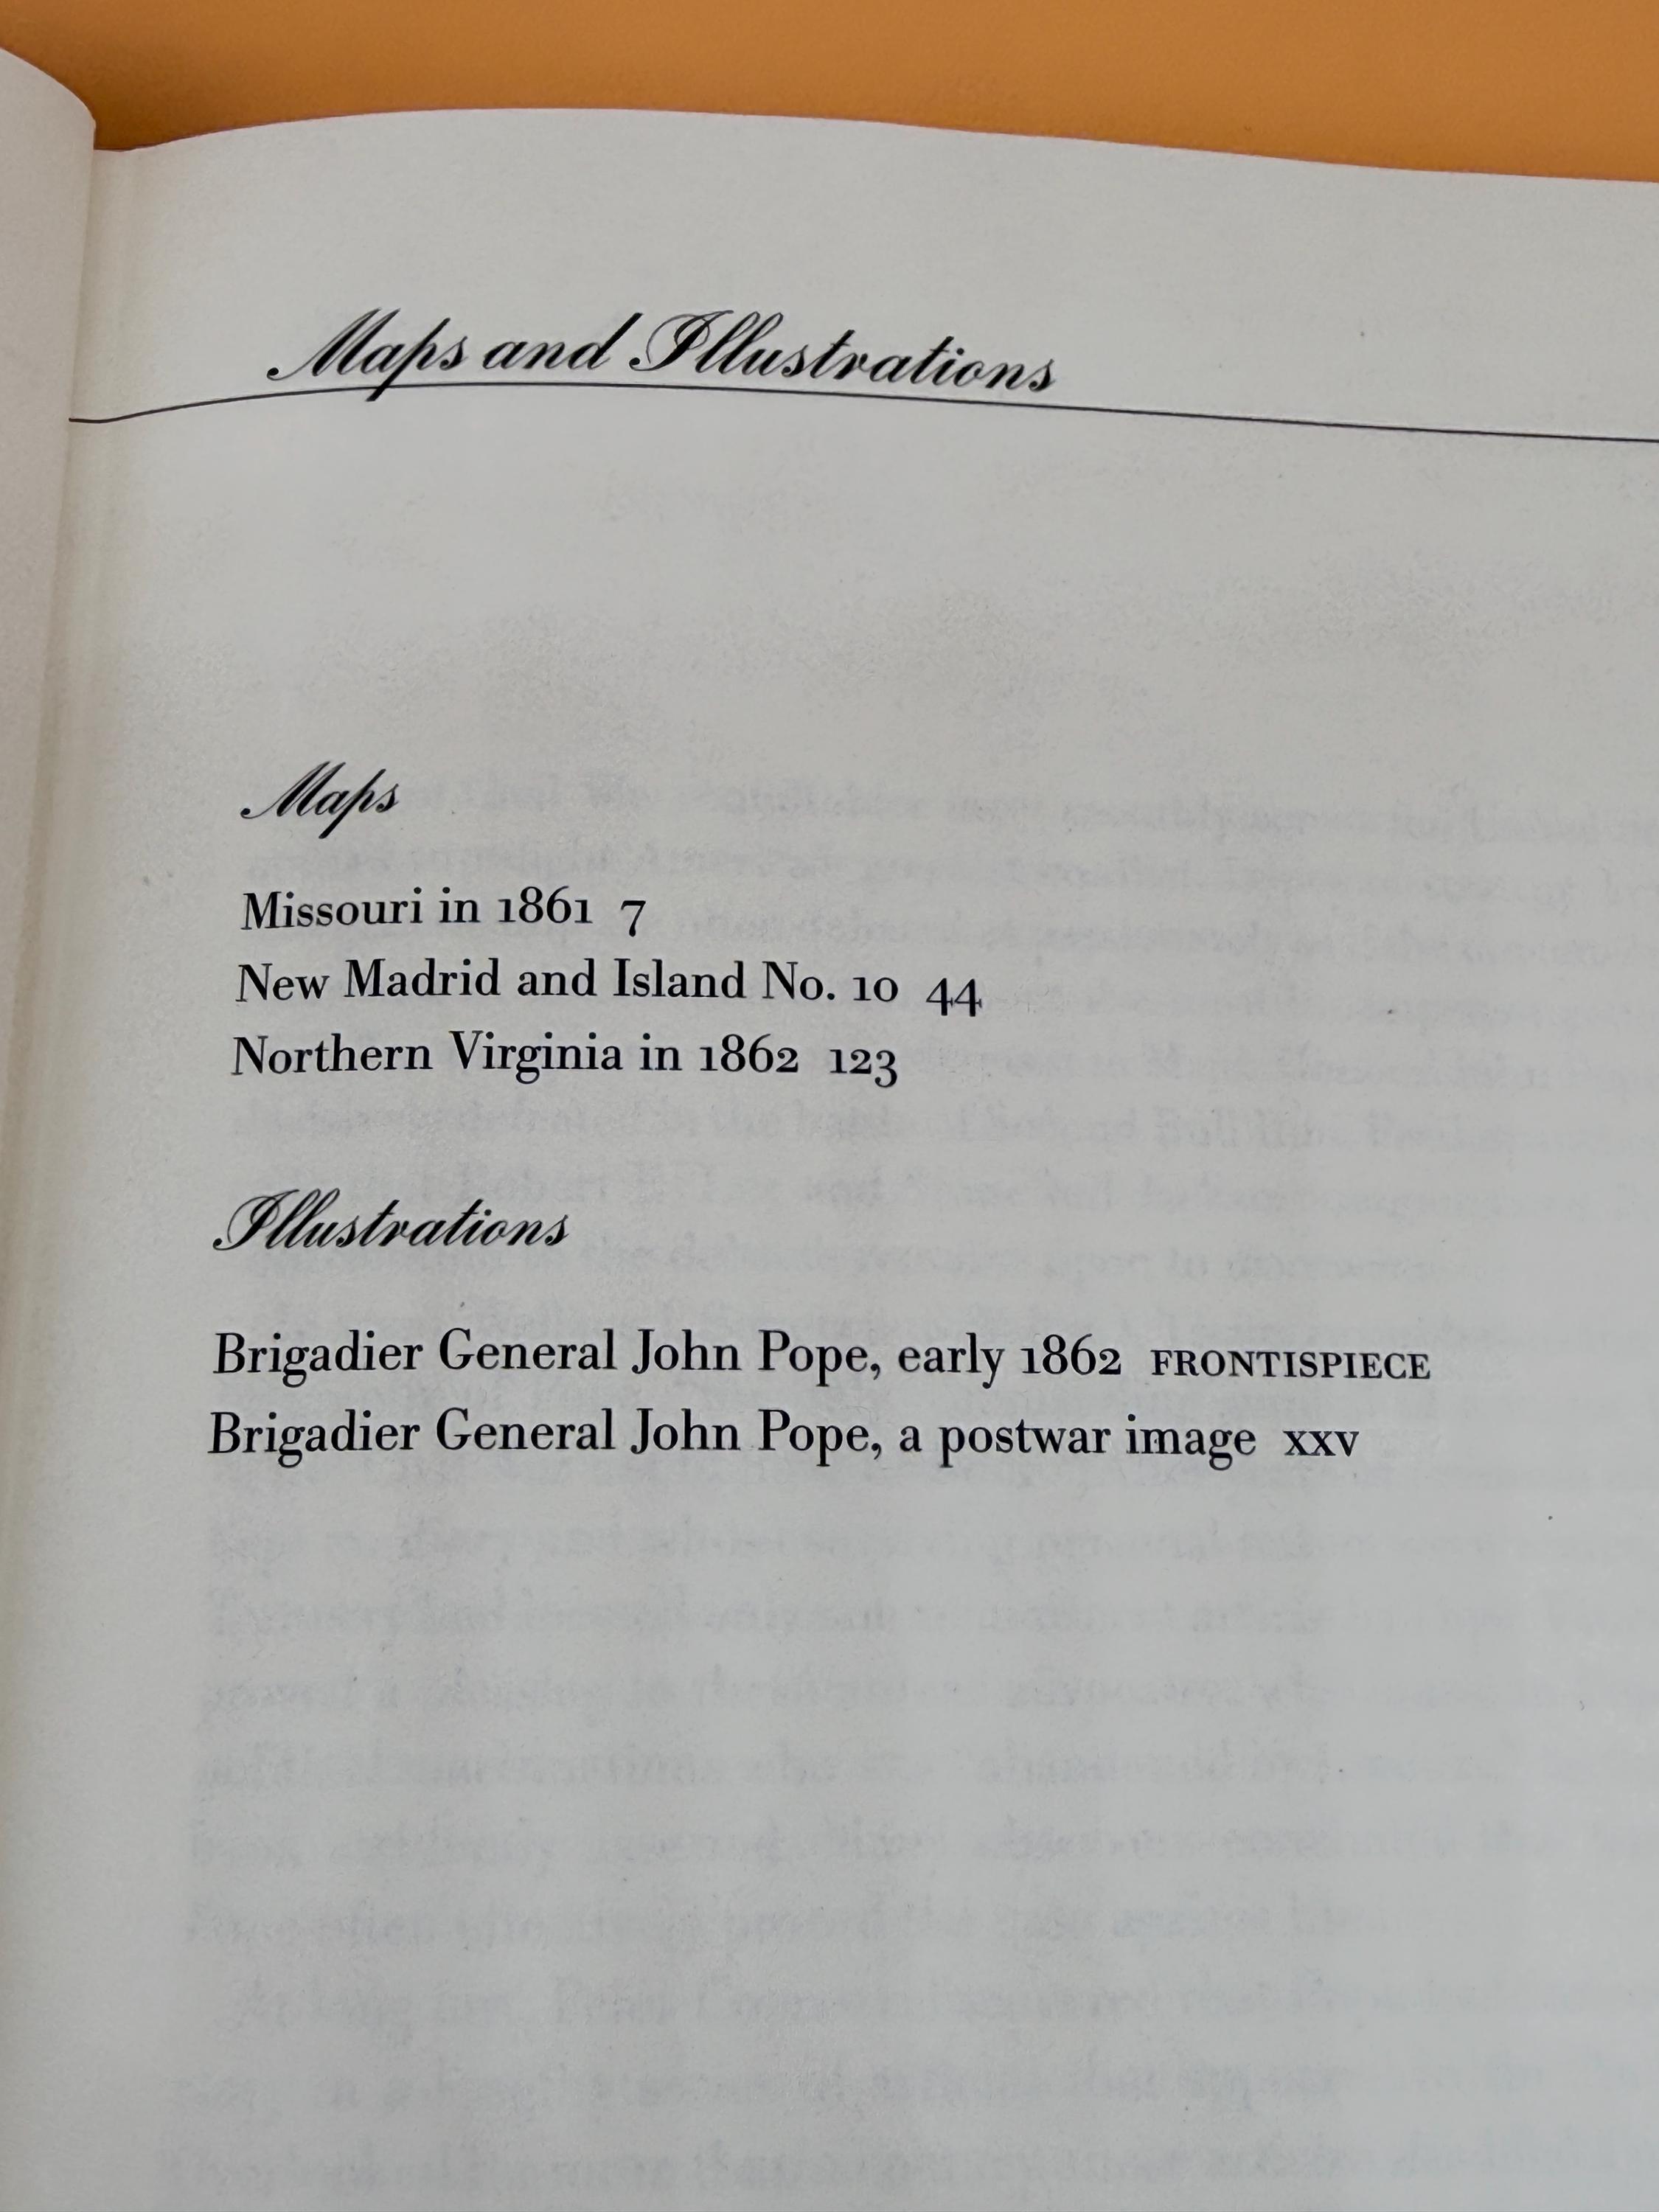 Maps and Illustrations
Maps
Missouri in 1861 7
New Madrid and Island No. 10 44
Northern Virginia in 1862 123
Illustrations
Brigadier General John Pope, early 1862 FRONTISPIECE
Brigadier General John Pope, a postwar image xxv